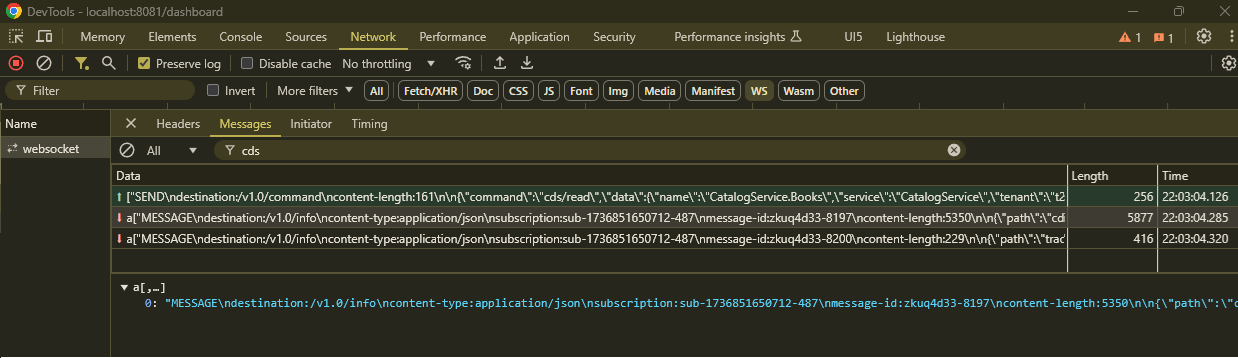 DevTools - localhost:8081/dashboard
Memory Elements Console Sources Network Performance Application Security Performance insights UI5 Lighthouse 1 1
Preserve log Disable cache No throttling
Filter Invert More filters All Fetch/XHR Doc CSS JS Font Img Media Manifest WS Wasm Other
Name Headers Messages Initiator Timing
websocket All cds
Data Length Time
["SEND\ndestination:/v1.0/command\ncontent-length:161\n\n{\"command\":\"cds/read\",\"data\":{\"name\":\"CatalogService.Books\",\"service\":\"CatalogService\",\"tenant\":\"t2 256 22:03:04.126
a["MESSAGE\ndestination:/v1.0/info\ncontent-type:application/json\nsubscription:sub-1736851650712-487\nmessage-id:zkuq4d33-8197\ncontent-length:5350\n\n{\"path\":\"cd 5877 22:03:04.285
a["MESSAGE\ndestination:/v1.0/info\ncontent-type:application/json\nsubscription:sub-1736851650712-487\nmessage-id:zkuq4d33-8200\ncontent-length:229\n\n{\"path\":\"trac 416 22:03:04.320
a[,…]
0: "MESSAGE\ndestination:/v1.0/info\ncontent-type:application/json\nsubscription:sub-1736851650712-487\nmessage-id:zkuq4d33-8197\ncontent-length:5350\n\n{\"path\":\"c